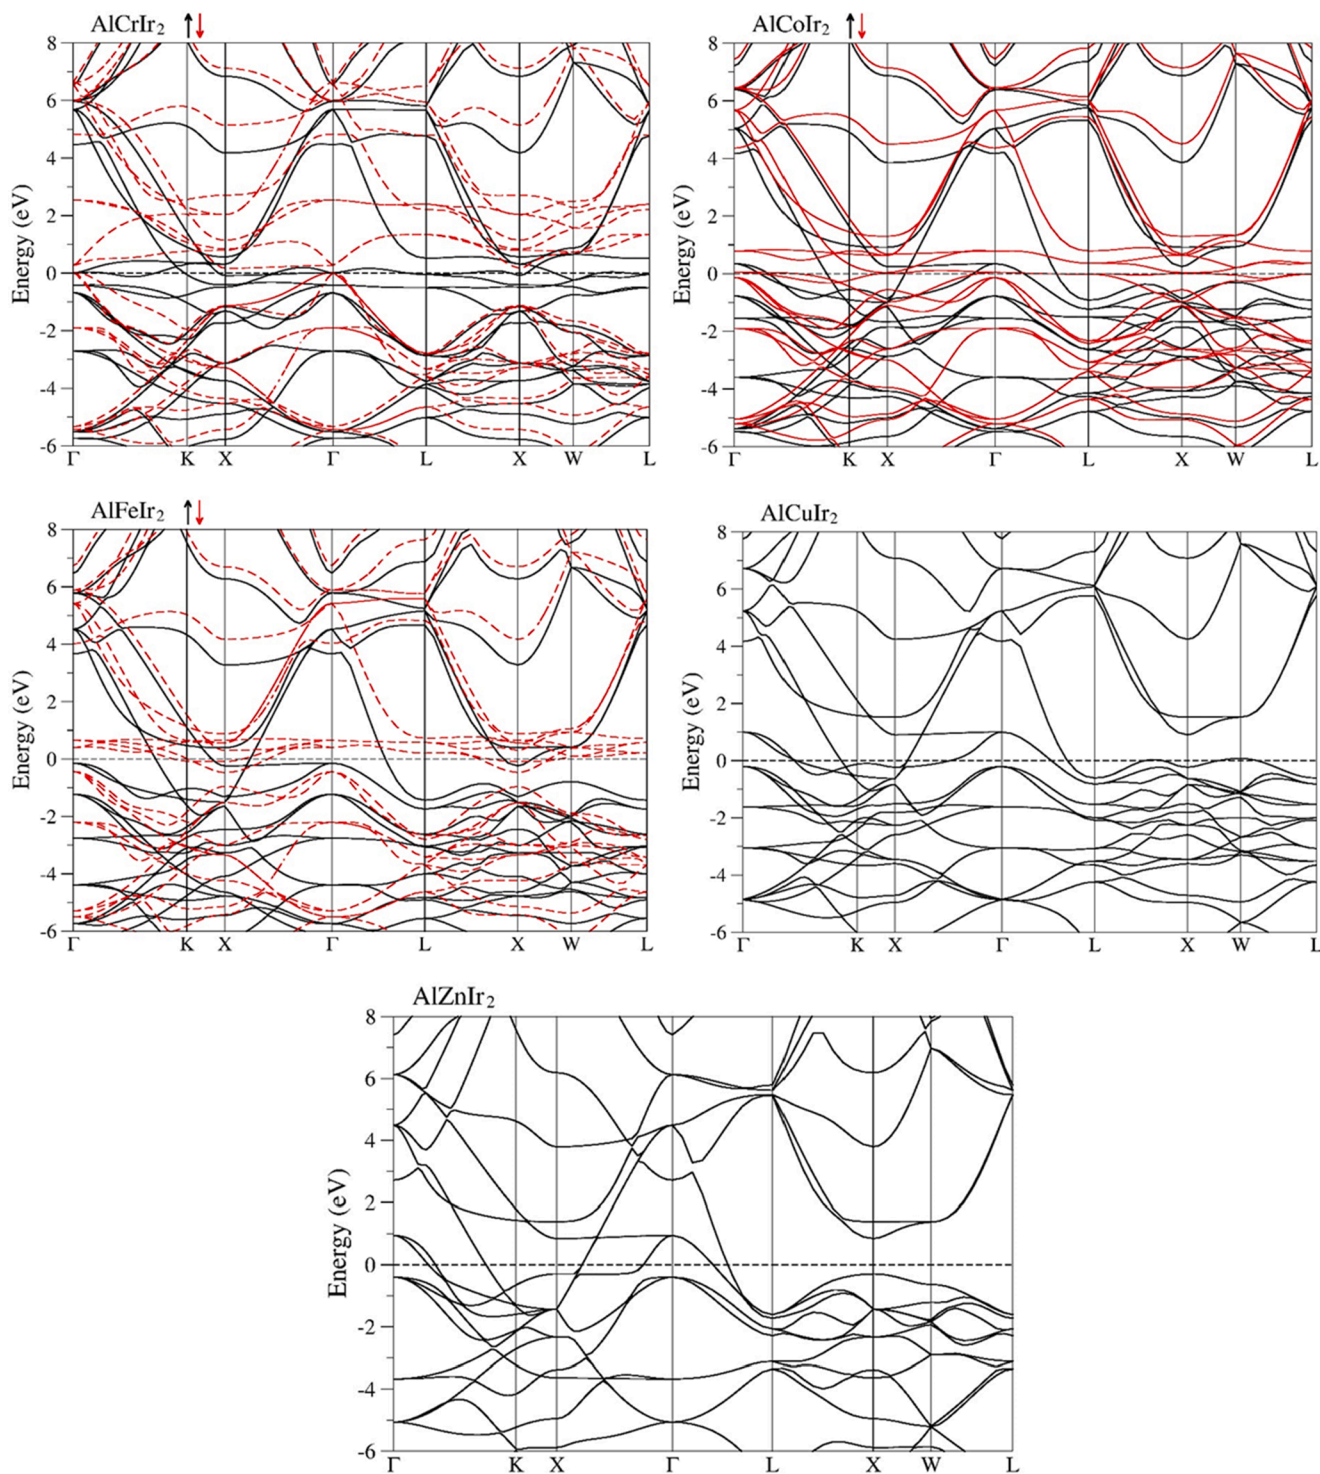 AlCrIr2
Energy (eV)
8
6
4
2
0
-2
-4
-6
Γ K X Γ L X W L
AlCoIr2
Energy (eV)
8
6
4
2
0
-2
-4
-6
Γ K X Γ L X W L
AlFeIr2
Energy (eV)
8
6
4
2
0
-2
-4
-6
Γ K X Γ L X W L
AlCuIr2
Energy (eV)
8
6
4
2
0
-2
-4
-6
Γ K X Γ L X W L
AlZnIr2
Energy (eV)
8
6
4
2
0
-2
-4
-6
Γ K X Γ L X W L